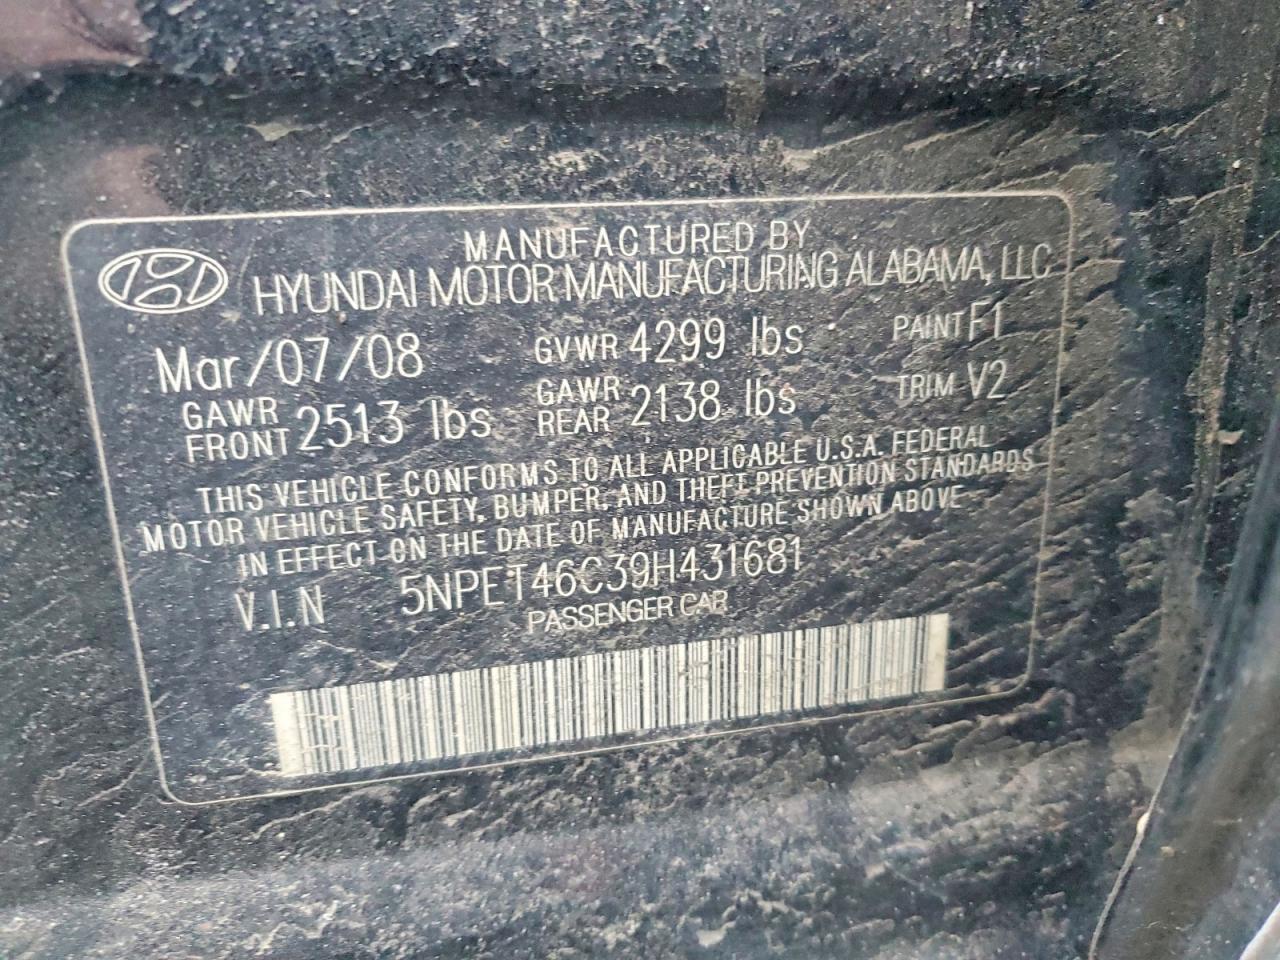 MANUFACTURED BY
HYUNDAI MOTOR MANUFACTURING ALABAMA, LLC
Mar/07/08 GVWR 4299 lbs PAINT F1
GAWR FRONT 2513 lbs GAWR REAR 2138 lbs TRIM V2
THIS VEHICLE CONFORMS TO ALL APPLICABLE U.S.A. FEDERAL
MOTOR VEHICLE SAFETY, BUMPER, AND THEFT PREVENTION STANDARDS
IN EFFECT ON THE DATE OF MANUFACTURE SHOWN ABOVE
V.I.N 5NPET46C39H431681
PASSENGER CAR